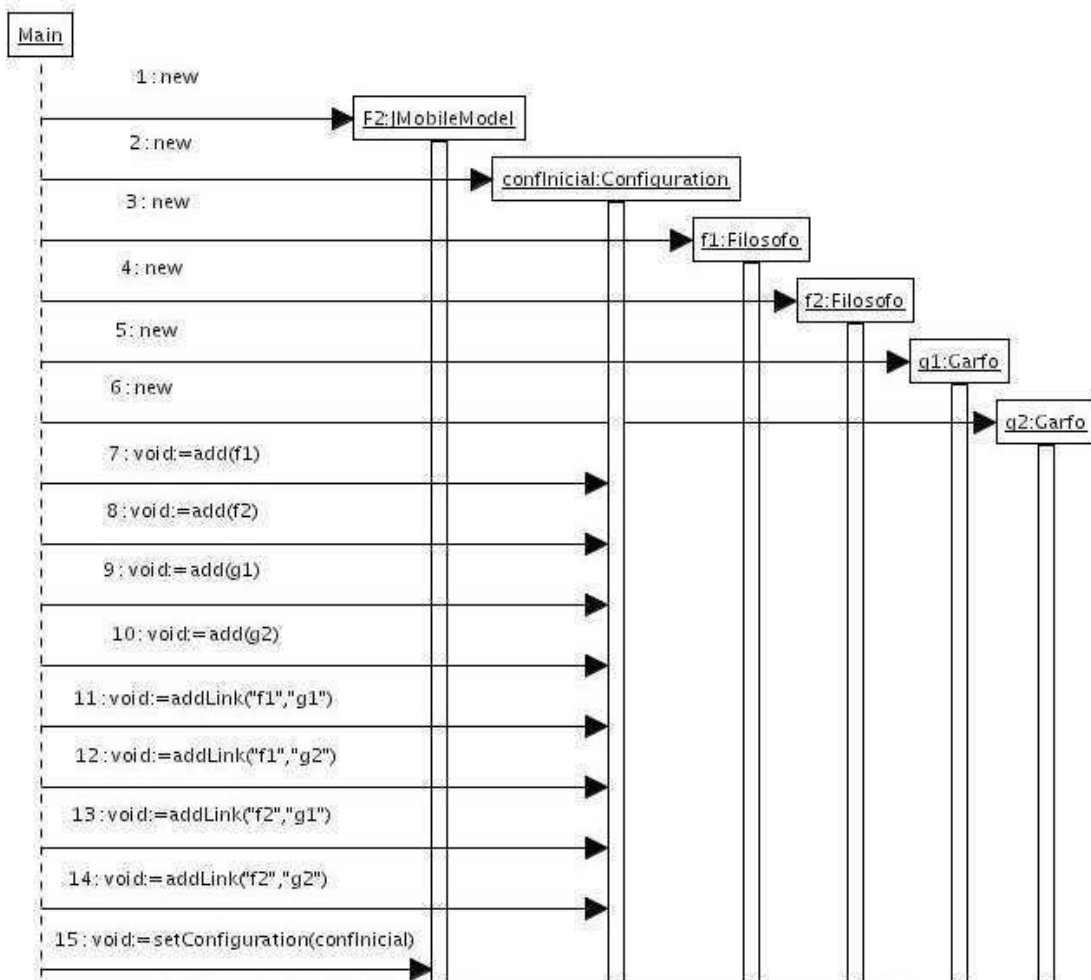 Main
1:new
F2:JMobileModel
2:new
confInicial:Configuration
3:new
f1:Filosofo
4:new
f2:Filosofo
5:new
g1:Garfo
6:new
g2:Garfo
7:void:=add(f1)
8:void:=add(f2)
9:void:=add(g1)
10:void:=add(g2)
11:void:=addLink("f1","g1")
12:void:=addLink("f1","g2")
13:void:=addLink("f2","g1")
14:void:=addLink("f2","g2")
15:void:=setConfiguration(confInicial)